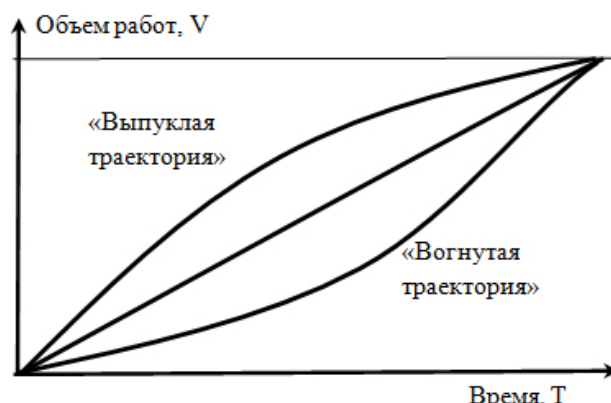 Объем работ, V
«Выпуклая
траектория»
«Вогнутая
траектория»
Время, T